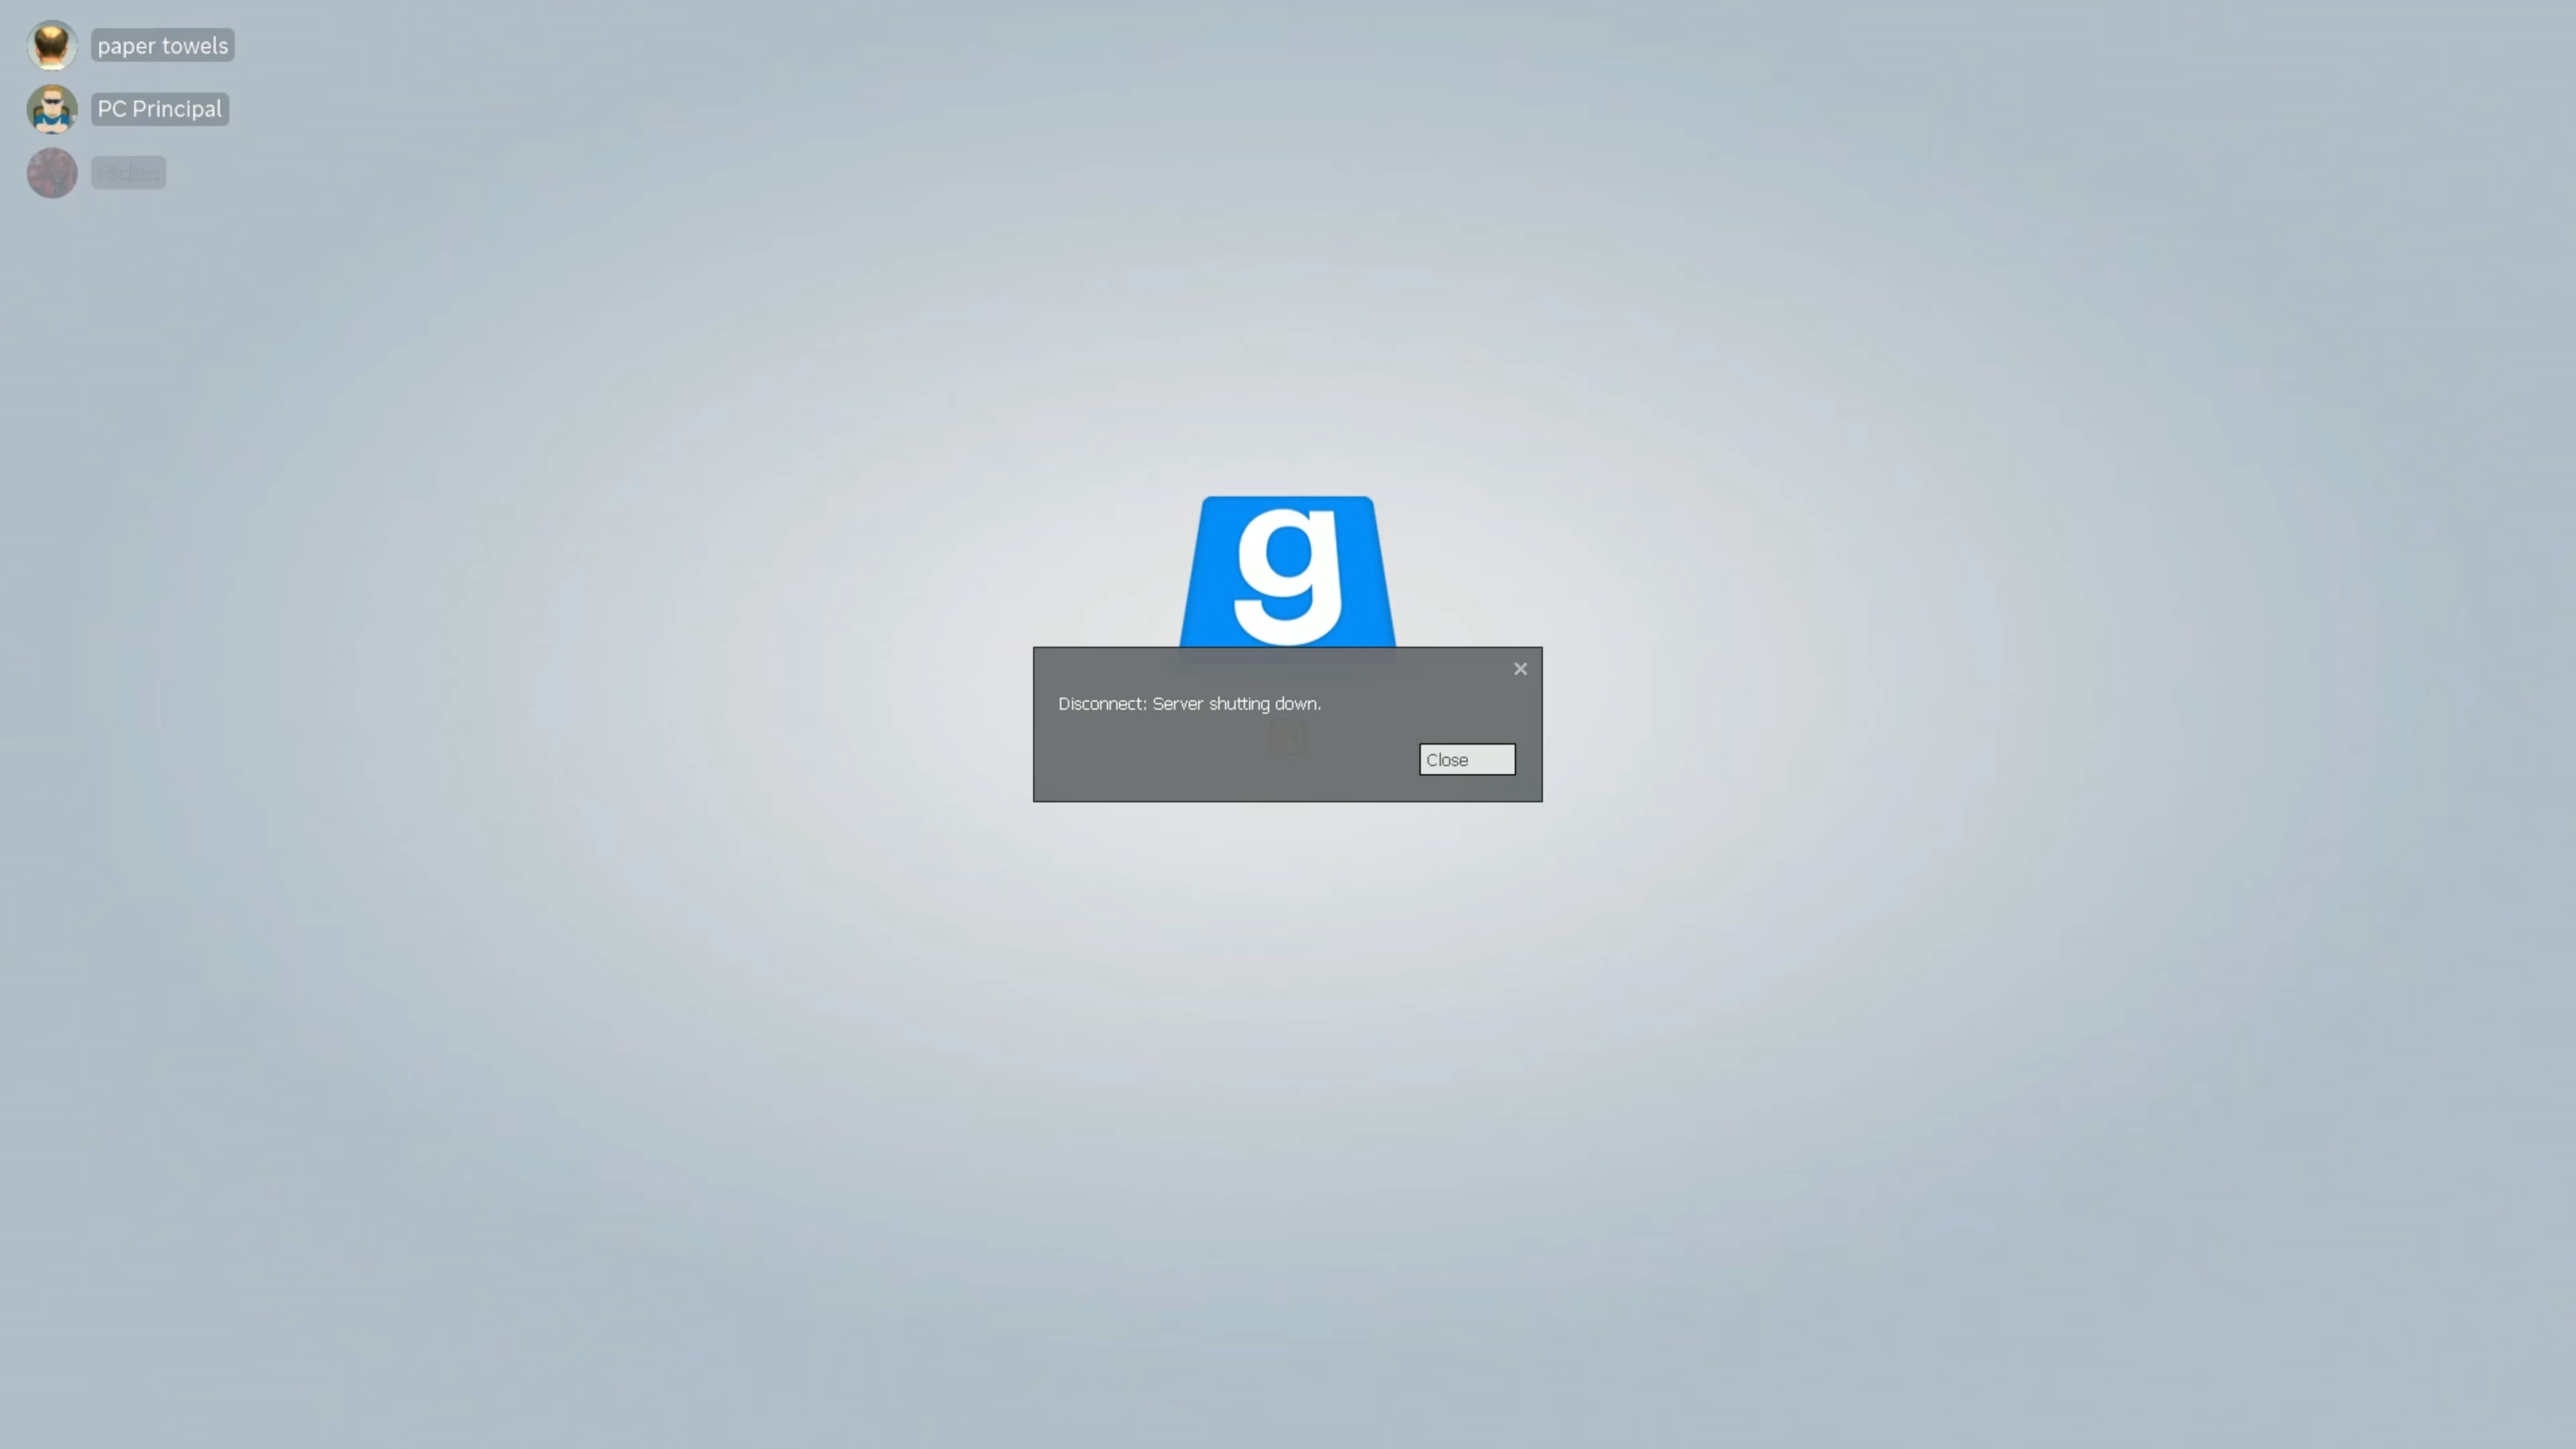 paper towels
PC Principal
g
Disconnect: Server shutting down.
Close